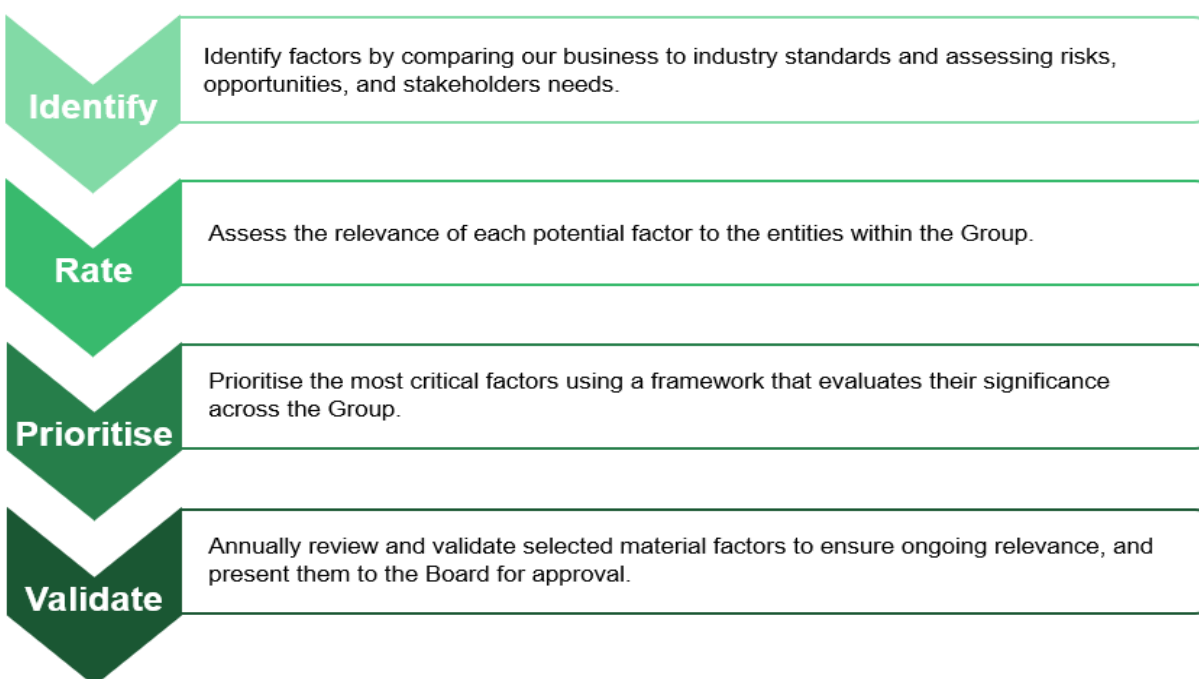 Identify
Identify factors by comparing our business to industry standards and assessing risks,
opportunities, and stakeholders needs.
Rate
Assess the relevance of each potential factor to the entities within the Group.
Prioritise
Prioritise the most critical factors using a framework that evaluates their significance
across the Group.
Validate
Annually review and validate selected material factors to ensure ongoing relevance, and
present them to the Board for approval.